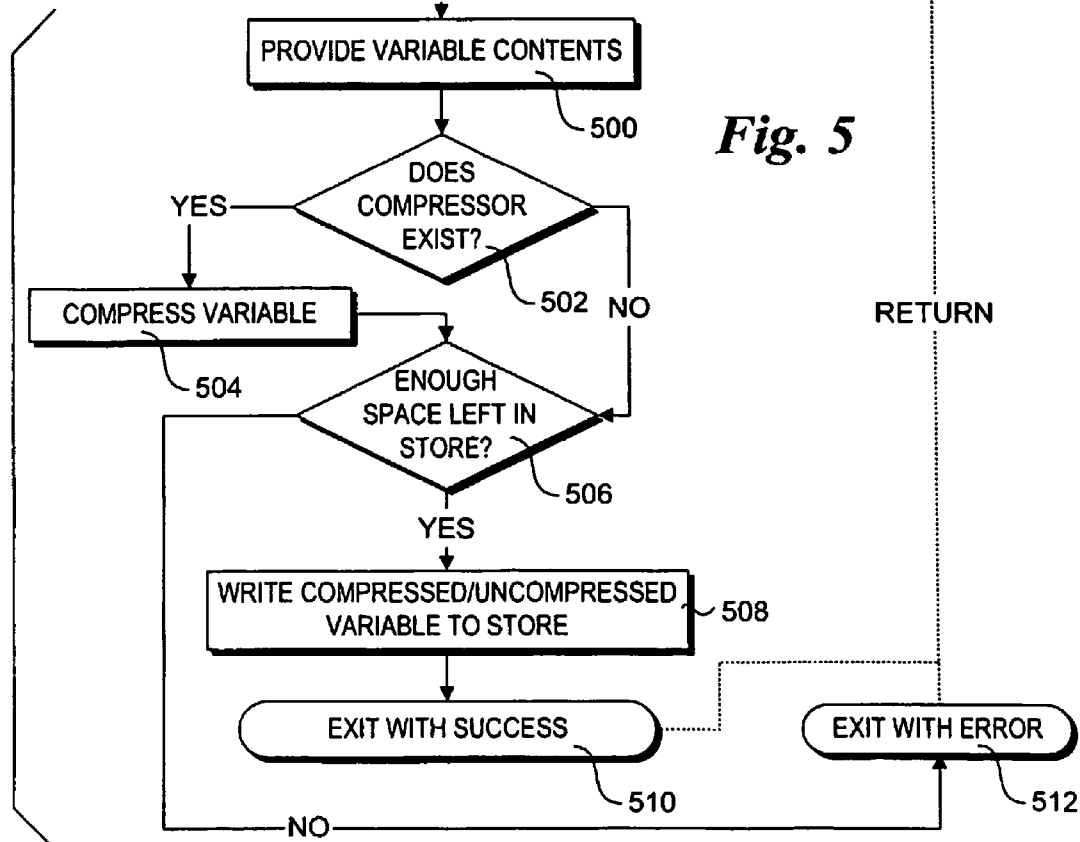 PROVIDE VARIABLE CONTENTS
500
Fig. 5
DOES
COMPRESSOR
EXIST?
YES
502
NO
RETURN
COMPRESS VARIABLE
504
ENOUGH
SPACE LEFT IN
STORE?
506
YES
WRITE COMPRESSED/UNCOMPRESSED
VARIABLE TO STORE
508
EXIT WITH SUCCESS
EXIT WITH ERROR
510
512
NO